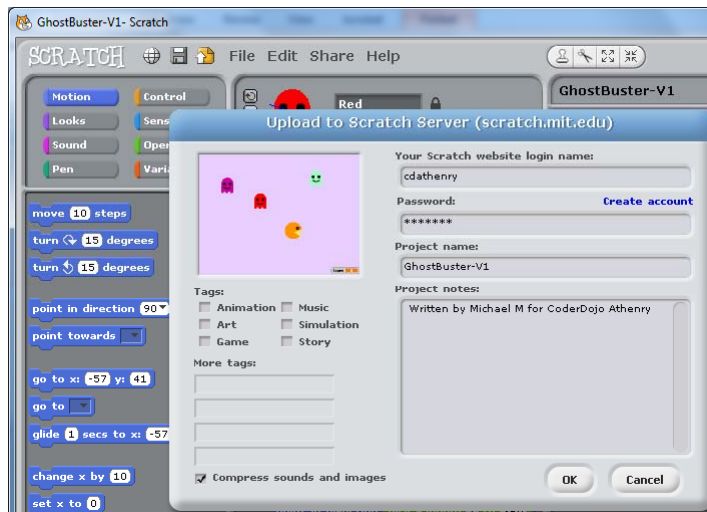 GhostBuster-V1- Scratch
SCRATCH File Edit Share Help
Motion Control
Looks
Sound
Pen
Red
GhostBuster-V1
move 10 steps
turn 15 degrees
turn 15 degrees
point in direction 90
point towards
go to x: -57 y: 41
go to
glide 1 secs to x: -57
change x by 10
set x to 0
Upload to Scratch Server (scratch.mit.edu)
Tags:
Animation Music
Art Simulation
Game Story
More tags:
Compress sounds and images
Your Scratch website login name:
cdathenry
Password: Create account
*******
Project name:
GhostBuster-V1
Project notes:
Written by Michael M for CoderDojo Athenry
OK Cancel